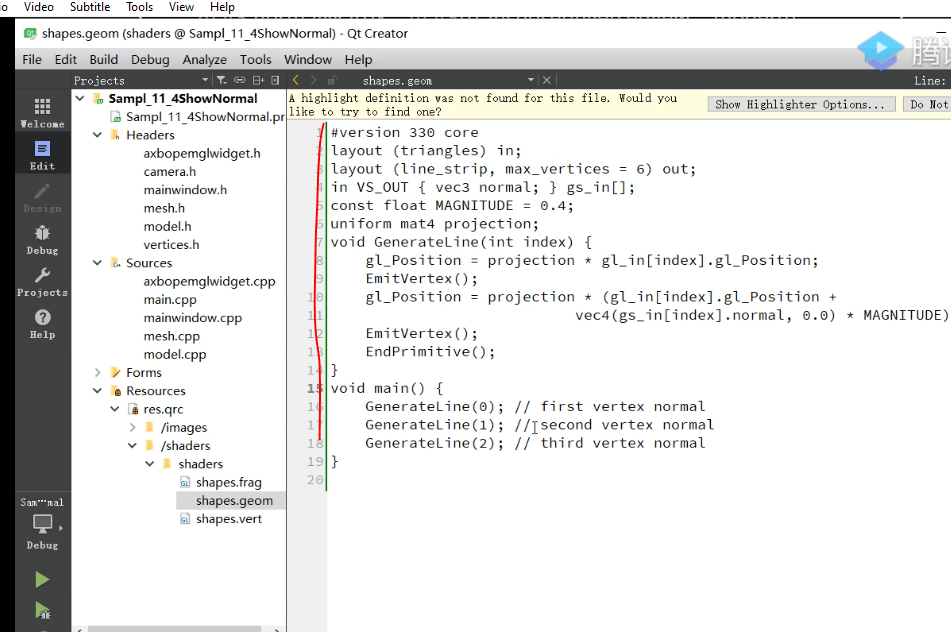 io Video Subtitle Tools View Help
shapes.geom (shaders @ Sampl_11_4ShowNormal) - Qt Creator
腾讯
File Edit Build Debug Analyze Tools Window Help
Projects
shapes.geom
Line:
Welcome
Edit
Design
Debug
Projects
Help
Sam···mal
Debug
Sampl_11_4ShowNormal
Sampl_11_4ShowNormal.pr
Headers
axbopemglwidget.h
camera.h
mainwindow.h
mesh.h
model.h
vertices.h
Sources
axbopemglwidget.cpp
main.cpp
mainwindow.cpp
mesh.cpp
model.cpp
Forms
Resources
res.qrc
/images
/shaders
shaders
shapes.frag
shapes.geom
shapes.vert
A highlight definition was not found for this file. Would you
like to try to find one?
Show Highlighter Options...
Do Not
1 #version 330 core
2 layout (triangles) in;
3 layout (line_strip, max_vertices = 6) out;
4 in VS_OUT { vec3 normal; } gs_in[];
5 const float MAGNITUDE = 0.4;
6 uniform mat4 projection;
7 void GenerateLine(int index) {
8 gl_Position = projection * gl_in[index].gl_Position;
9 EmitVertex();
10 gl_Position = projection * (gl_in[index].gl_Position +
11 vec4(gs_in[index].normal, 0.0) * MAGNITUDE)
12 EmitVertex();
13 EndPrimitive();
14 }
15 void main() {
16 GenerateLine(0); // first vertex normal
17 GenerateLine(1); // second vertex normal
18 GenerateLine(2); // third vertex normal
19 }
20